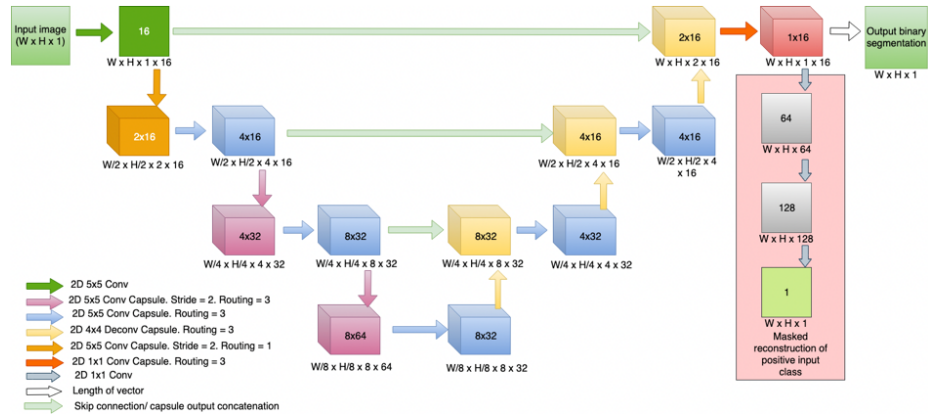 Input image
(W x H x 1)
16
W x H x 1 x 16
2x16
W x H x 2 x 16
1x16
W x H x 1 x 16
Output binary
segmentation
W x H x 1
2x16
W/2 x H/2 x 2 x 16
4x16
W/2 x H/2 x 4 x 16
4x16
W/2 x H/2 x 4 x 16
4x16
W/2 x H/2 x 4
x 16
64
W x H x 64
4x32
W/4 x H/4 x 4 x 32
8x32
W/4 x H/4 x 8 x 32
8x32
W/4 x H/4 x 8 x 32
4x32
W/4 x H/4 x 4 x 32
128
W x H x 128
8x64
W/8 x H/8 x 8 x 64
8x32
W/8 x H/8 x 8 x 32
1
W x H x 1
Masked
reconstruction of
positive input
class
2D 5x5 Conv
2D 5x5 Conv Capsule. Stride = 2. Routing = 3
2D 5x5 Conv Capsule. Routing = 3
2D 4x4 Deconv Capsule. Routing = 3
2D 5x5 Conv Capsule. Stride = 2. Routing = 1
2D 1x1 Conv Capsule. Routing = 3
2D 1x1 Conv
Length of vector
Skip connection/ capsule output concatenation